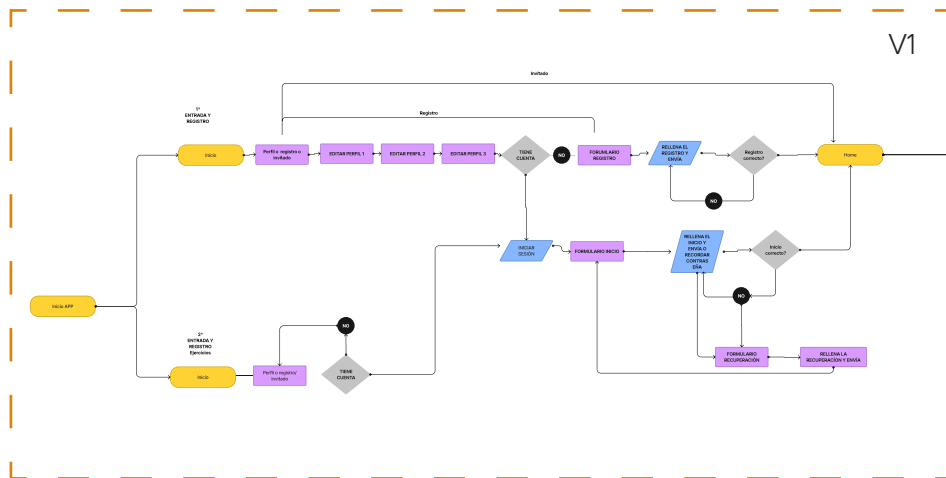 V1
Invitado
1ª
ENTRADA Y
REGISTRO
Registro
Inicio
Perfil o registro o
invitado
EDITAR PERFIL 1
EDITAR PERFIL 2
EDITAR PERFIL 3
TIENE
CUENTA
NO
FORUMLARIO
REGISTRO
RELLENA EL
REGISTRO Y
ENVÍA
Registro
correcto?
Home
NO
INICIAR
SESIÓN
FORMULARIO INICIO
RELLENA EL
INICIO Y
ENVÍA O
RECORDAR
CONTRAS
EÑA
Inicio
correcto?
NO
Inicio APP
2ª
ENTRADA Y
REGISTRO
Ejercicios
NO
Inicio
Perfil o registro/
invitado
TIENE
CUENTA
FORMULARIO
RECUPERACIÓN
RELLENA LA
RECUPERACÍON Y ENVÍA